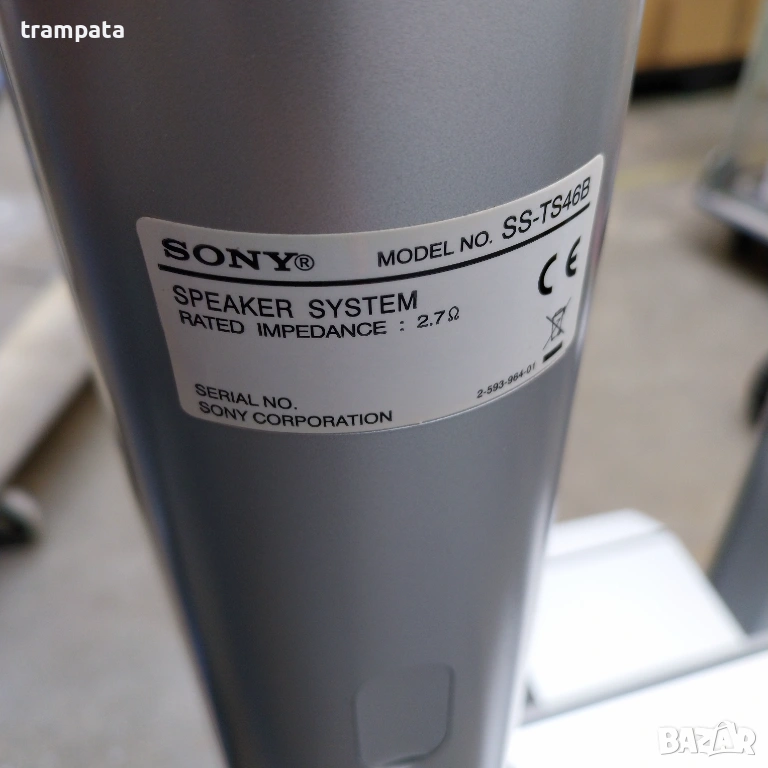 trampata
SONY® MODEL NO. SS-TS46B
SPEAKER SYSTEM
RATED IMPEDANCE : 2.7Ω
CE
2-593-964-01
SERIAL NO.
SONY CORPORATION
BAZAR